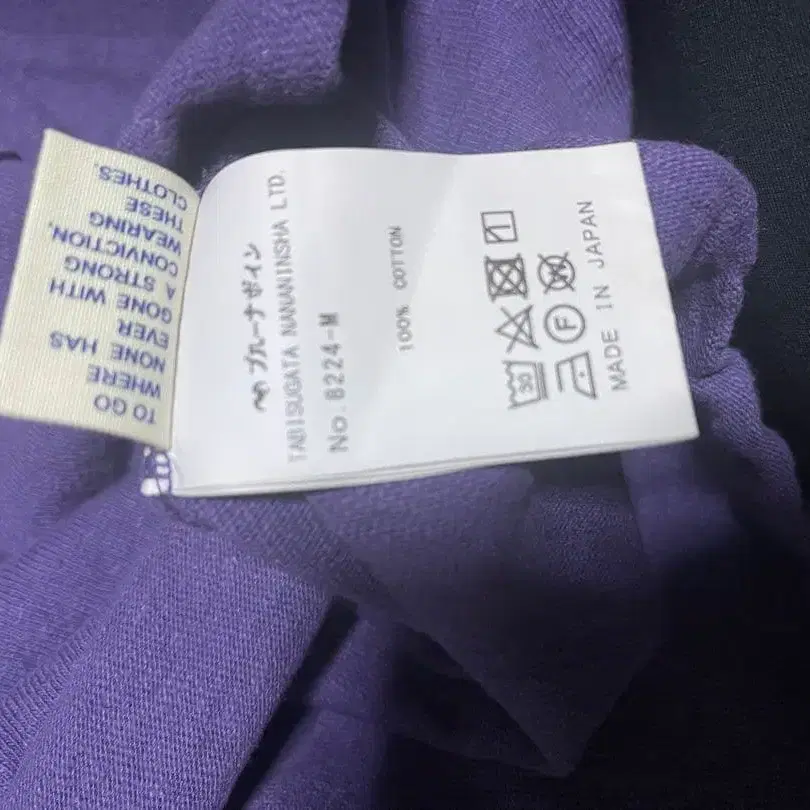 TO GO
WHERE
NONE HAS
EVER
GONE WITH
A STRONG
CONVICTION,
WEARING
THESE
CLOTHES.
ブルーナボイン
TABISUGATA NANANINSHA LTD.
No.8224-M
100% COTTON
30
F
W
MADE IN JAPAN